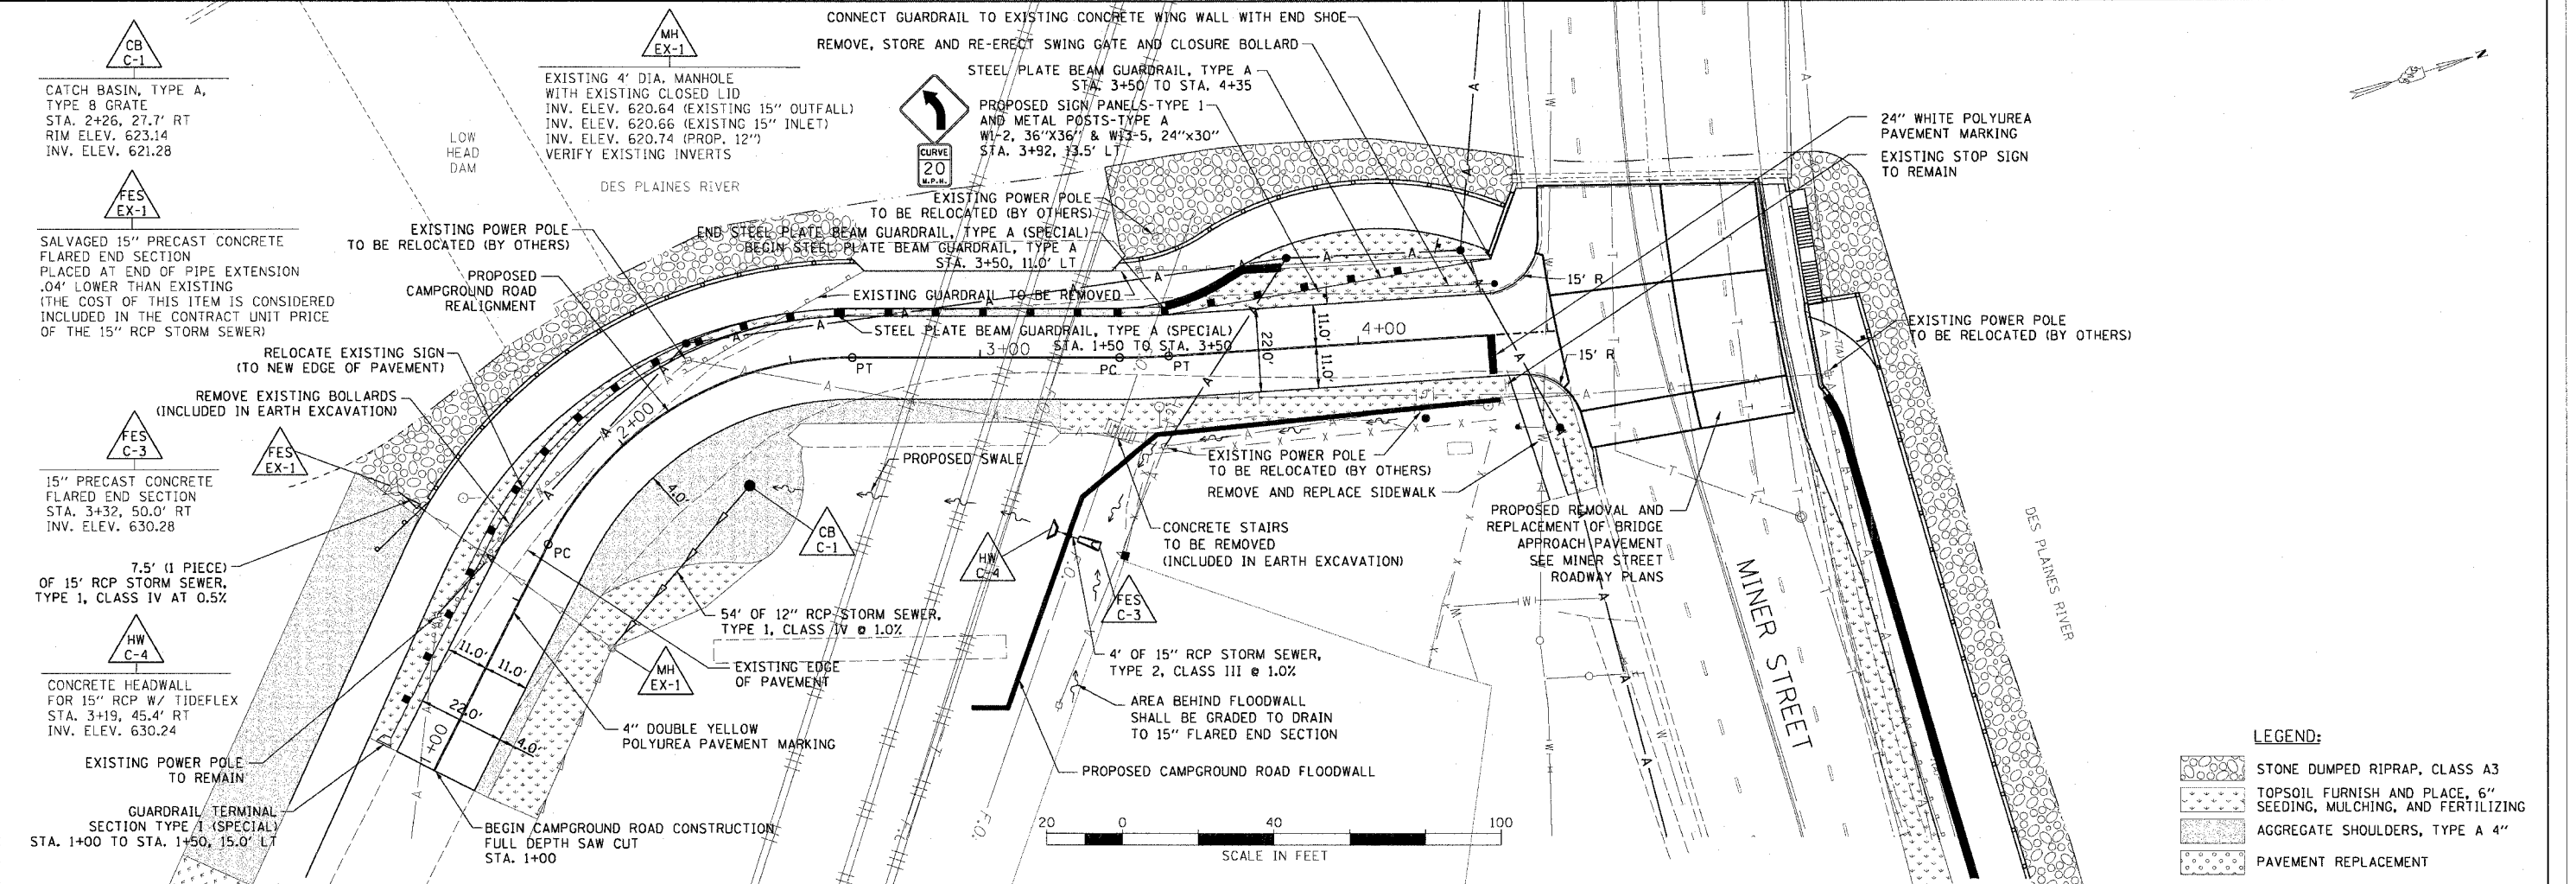 CB
C-1
CATCH BASIN, TYPE A,
TYPE 8 GRATE
STA. 2+26, 27.7' RT
RIM ELEV. 623.14
INV. ELEV. 621.28
FES
EX-1
SALVAGED 15" PRECAST CONCRETE
FLARED END SECTION
PLACED AT END OF PIPE EXTENSION
.04' LOWER THAN EXISTING
(THE COST OF THIS ITEM IS CONSIDERED
INCLUDED IN THE CONTRACT UNIT PRICE
OF THE 15" RCP STORM SEWER)
FES
C-3
15" PRECAST CONCRETE
FLARED END SECTION
STA. 3+32, 50.0' RT
INV. ELEV. 630.28
7.5' (1 PIECE)
OF 15' RCP STORM SEWER,
TYPE 1, CLASS IV AT 0.5%
HW
C-4
CONCRETE HEADWALL
FOR 15" RCP W/ TIDEFLEX
STA. 3+19, 45.4' RT
INV. ELEV. 630.24
EXISTING POWER POLE
TO REMAIN
GUARDRAIL TERMINAL
SECTION TYPE 1 (SPECIAL)
STA. 1+00 TO STA. 1+50, 15.0' LT
MH
EX-1
EXISTING 4' DIA. MANHOLE
WITH EXISTING CLOSED LID
INV. ELEV. 620.64 (EXISTING 15" OUTFALL)
INV. ELEV. 620.66 (EXISTNG 15" INLET)
INV. ELEV. 620.74 (PROP. 12")
VERIFY EXISTING INVERTS
LOW
HEAD
DAM
DES PLAINES RIVER
EXISTING POWER POLE
TO BE RELOCATED (BY OTHERS)
PROPOSED
CAMPGROUND ROAD
REALIGNMENT
RELOCATE EXISTING SIGN
(TO NEW EDGE OF PAVEMENT)
REMOVE EXISTING BOLLARDS
(INCLUDED IN EARTH EXCAVATION)
FES
EX-1
CONNECT GUARDRAIL TO EXISTING CONCRETE WING WALL WITH END SHOE
REMOVE, STORE AND RE-ERECT SWING GATE AND CLOSURE BOLLARD
STEEL PLATE BEAM GUARDRAIL, TYPE A
STA. 3+50 TO STA. 4+35
PROPOSED SIGN PANELS-TYPE 1
AND METAL POSTS-TYPE A
W1-2, 36"X36" & W13-5, 24"x30"
STA. 3+92, 13.5' LT
CURVE
20
M.P.H.
EXISTING POWER POLE
TO BE RELOCATED (BY OTHERS)
END STEEL PLATE BEAM GUARDRAIL, TYPE A (SPECIAL)
BEGIN STEEL PLATE BEAM GUARDRAIL, TYPE A
STA. 3+50, 11.0' LT
EXISTING GUARDRAIL TO BE REMOVED
STEEL PLATE BEAM GUARDRAIL, TYPE A (SPECIAL)
STA. 1+50 TO STA. 3+50
1+00
2+00
3+00
4+00
PC
PT
PC
PT
22.0'
11.0'
11.0'
15' R
15' R
24" WHITE POLYUREA
PAVEMENT MARKING
EXISTING STOP SIGN
TO REMAIN
EXISTING POWER POLE
TO BE RELOCATED (BY OTHERS)
PROPOSED SWALE
4.0'
CB
C-1
EXISTING POWER POLE
TO BE RELOCATED (BY OTHERS)
REMOVE AND REPLACE SIDEWALK
CONCRETE STAIRS
TO BE REMOVED
(INCLUDED IN EARTH EXCAVATION)
HW
C-4
FES
C-3
PROPOSED REMOVAL AND
REPLACEMENT OF BRIDGE
APPROACH PAVEMENT
SEE MINER STREET
ROADWAY PLANS
MINER STREET
DES PLAINES RIVER
54' OF 12" RCP STORM SEWER,
TYPE 1, CLASS IV @ 1.0%
11.0'
11.0'
22.0'
4.0'
MH
EX-1
EXISTING EDGE
OF PAVEMENT
4" DOUBLE YELLOW
POLYUREA PAVEMENT MARKING
4' OF 15" RCP STORM SEWER,
TYPE 2, CLASS III @ 1.0%
AREA BEHIND FLOODWALL
SHALL BE GRADED TO DRAIN
TO 15" FLARED END SECTION
PROPOSED CAMPGROUND ROAD FLOODWALL
BEGIN CAMPGROUND ROAD CONSTRUCTION
FULL DEPTH SAW CUT
STA. 1+00
20 0 40 100
SCALE IN FEET
LEGEND:
STONE DUMPED RIPRAP, CLASS A3
TOPSOIL FURNISH AND PLACE, 6"
SEEDING, MULCHING, AND FERTILIZING
AGGREGATE SHOULDERS, TYPE A 4"
PAVEMENT REPLACEMENT